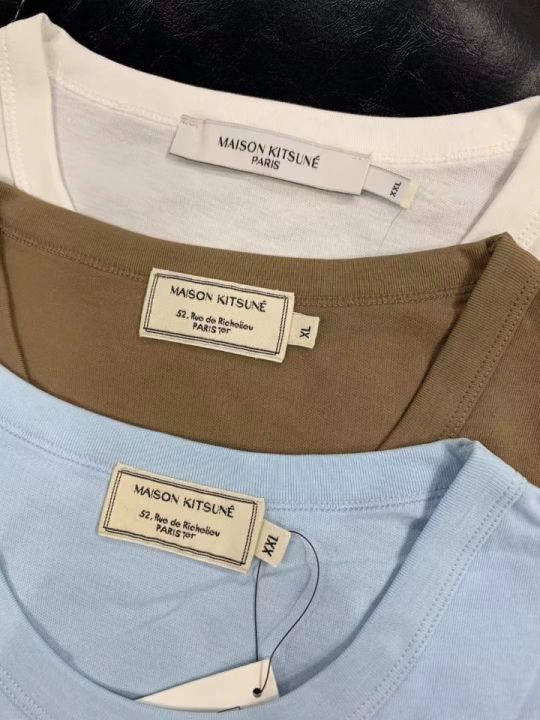 MAISON KITSUNÉ
PARIS
XXL
MAISON KITSUNÉ
52, Rue de Richelieu
PARIS 1er
XL
MAISON KITSUNÉ
52, Rue de Richelieu
PARIS 1er
XXL